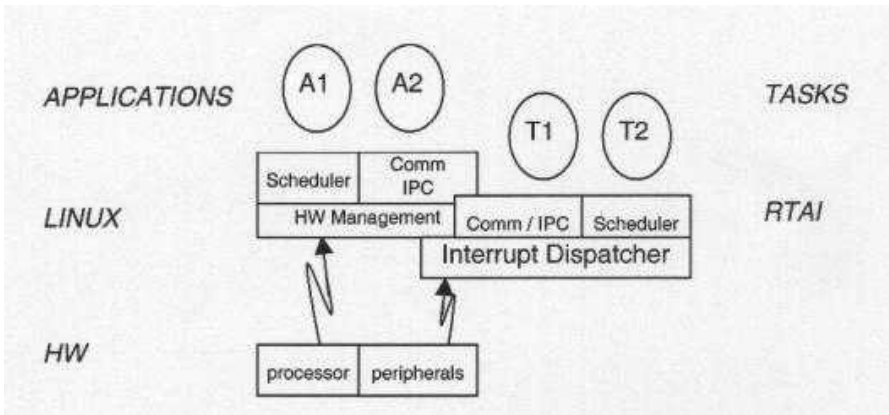 APPLICATIONS
A1
A2
TASKS
T1
T2
Scheduler
Comm
IPC
LINUX
HW Management
Comm / IPC
Scheduler
RTAI
Interrupt Dispatcher
HW
processor
peripherals